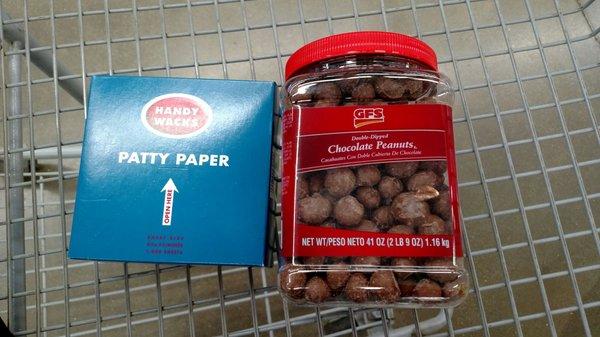 HANDY
WACKS
PATTY PAPER
OPEN HERE
GFS
Double-Dipped
Chocolate Peanuts
Cacahuates Con Doble Cubierto De Chocolate
NET WT/PESO NETO 41 OZ (2 LB 9 OZ) 1.16 kg